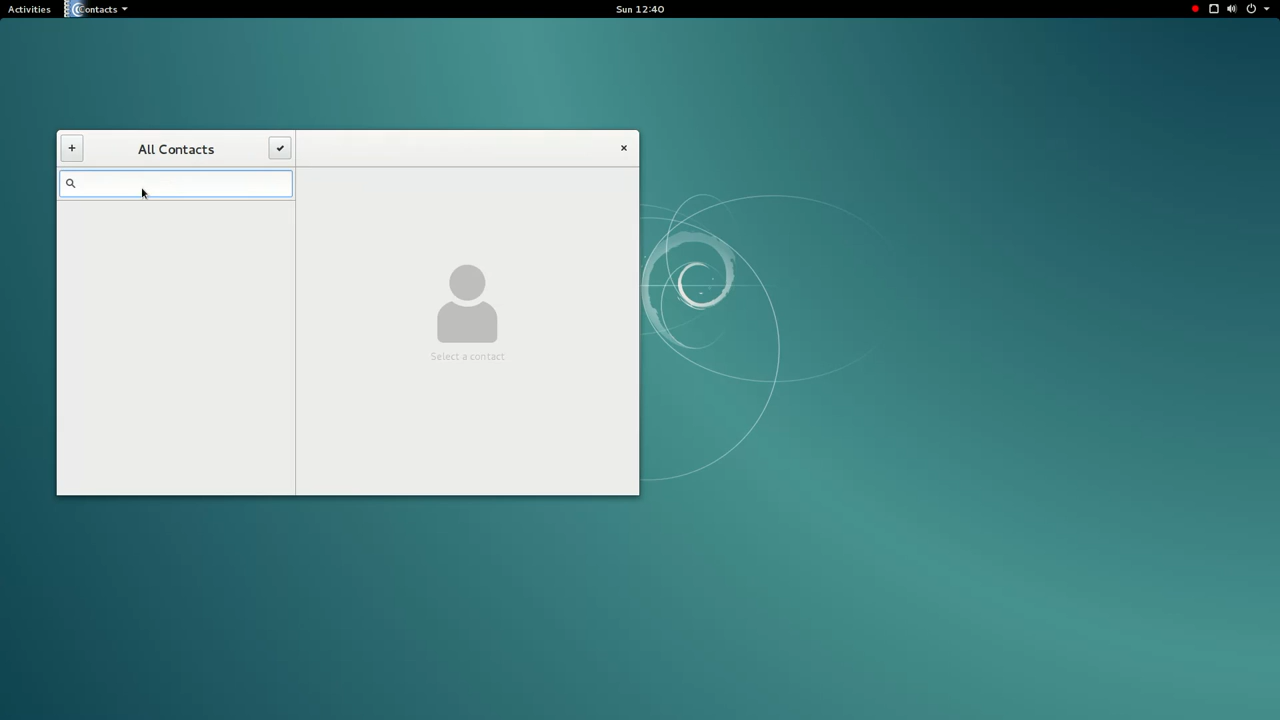 Activities
Contacts
Sun 12:40
+
All Contacts
Select a contact